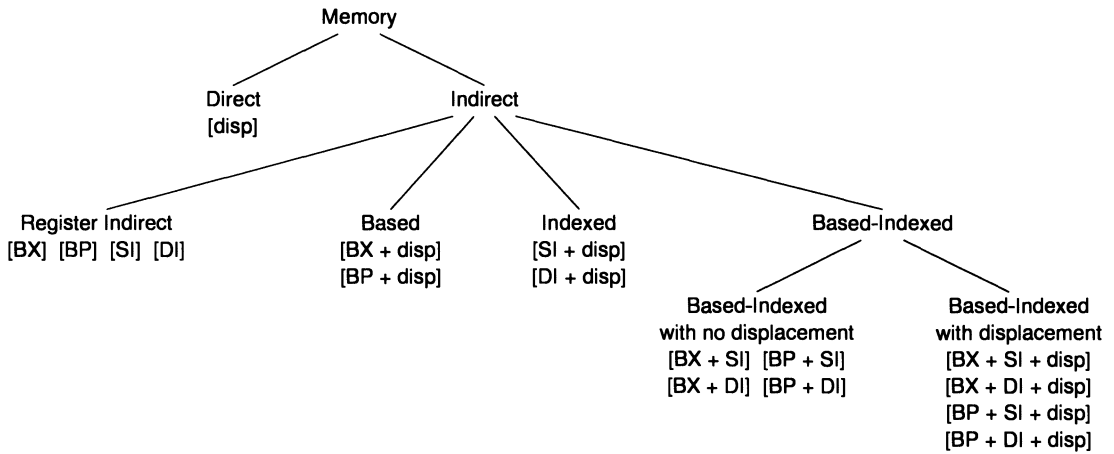 Memory
Direct
[disp]
Indirect
Register Indirect
[BX] [BP] [SI] [DI]
Based
[BX + disp]
[BP + disp]
Indexed
[SI + disp]
[DI + disp]
Based-Indexed
Based-Indexed
with no displacement
[BX + SI] [BP + SI]
[BX + DI] [BP + DI]
Based-Indexed
with displacement
[BX + SI + disp]
[BX + DI + disp]
[BP + SI + disp]
[BP + DI + disp]